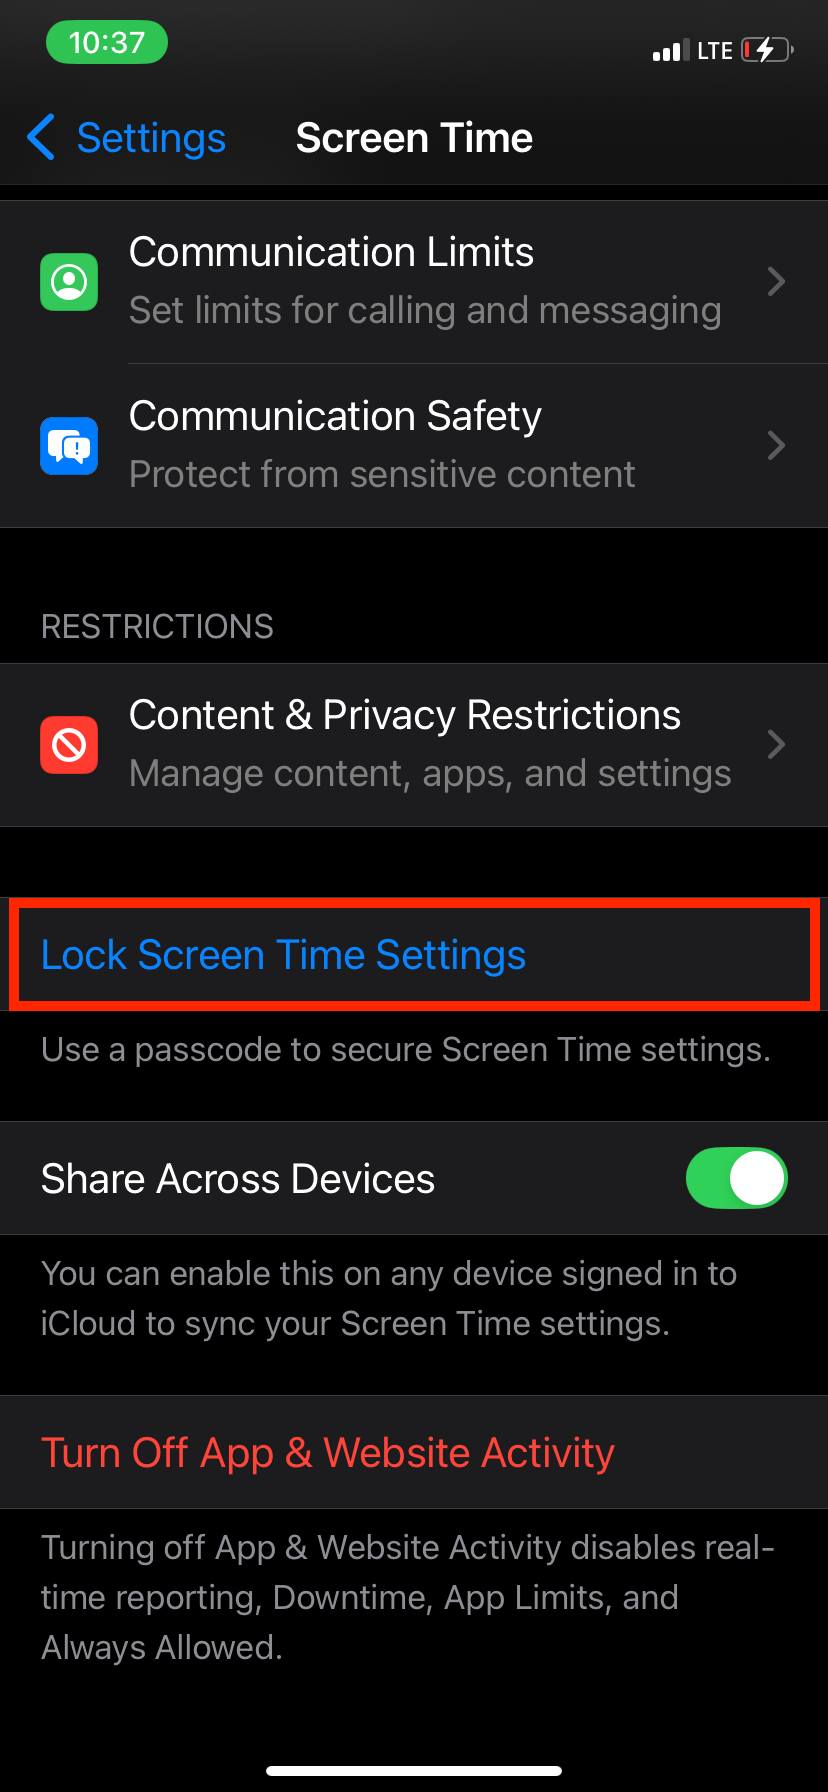 10:37
LTE
Settings
Screen Time
Communication Limits
Set limits for calling and messaging
Communication Safety
Protect from sensitive content
RESTRICTIONS
Content & Privacy Restrictions
Manage content, apps, and settings
Lock Screen Time Settings
Use a passcode to secure Screen Time settings.
Share Across Devices
You can enable this on any device signed in to
iCloud to sync your Screen Time settings.
Turn Off App & Website Activity
Turning off App & Website Activity disables real-
time reporting, Downtime, App Limits, and
Always Allowed.